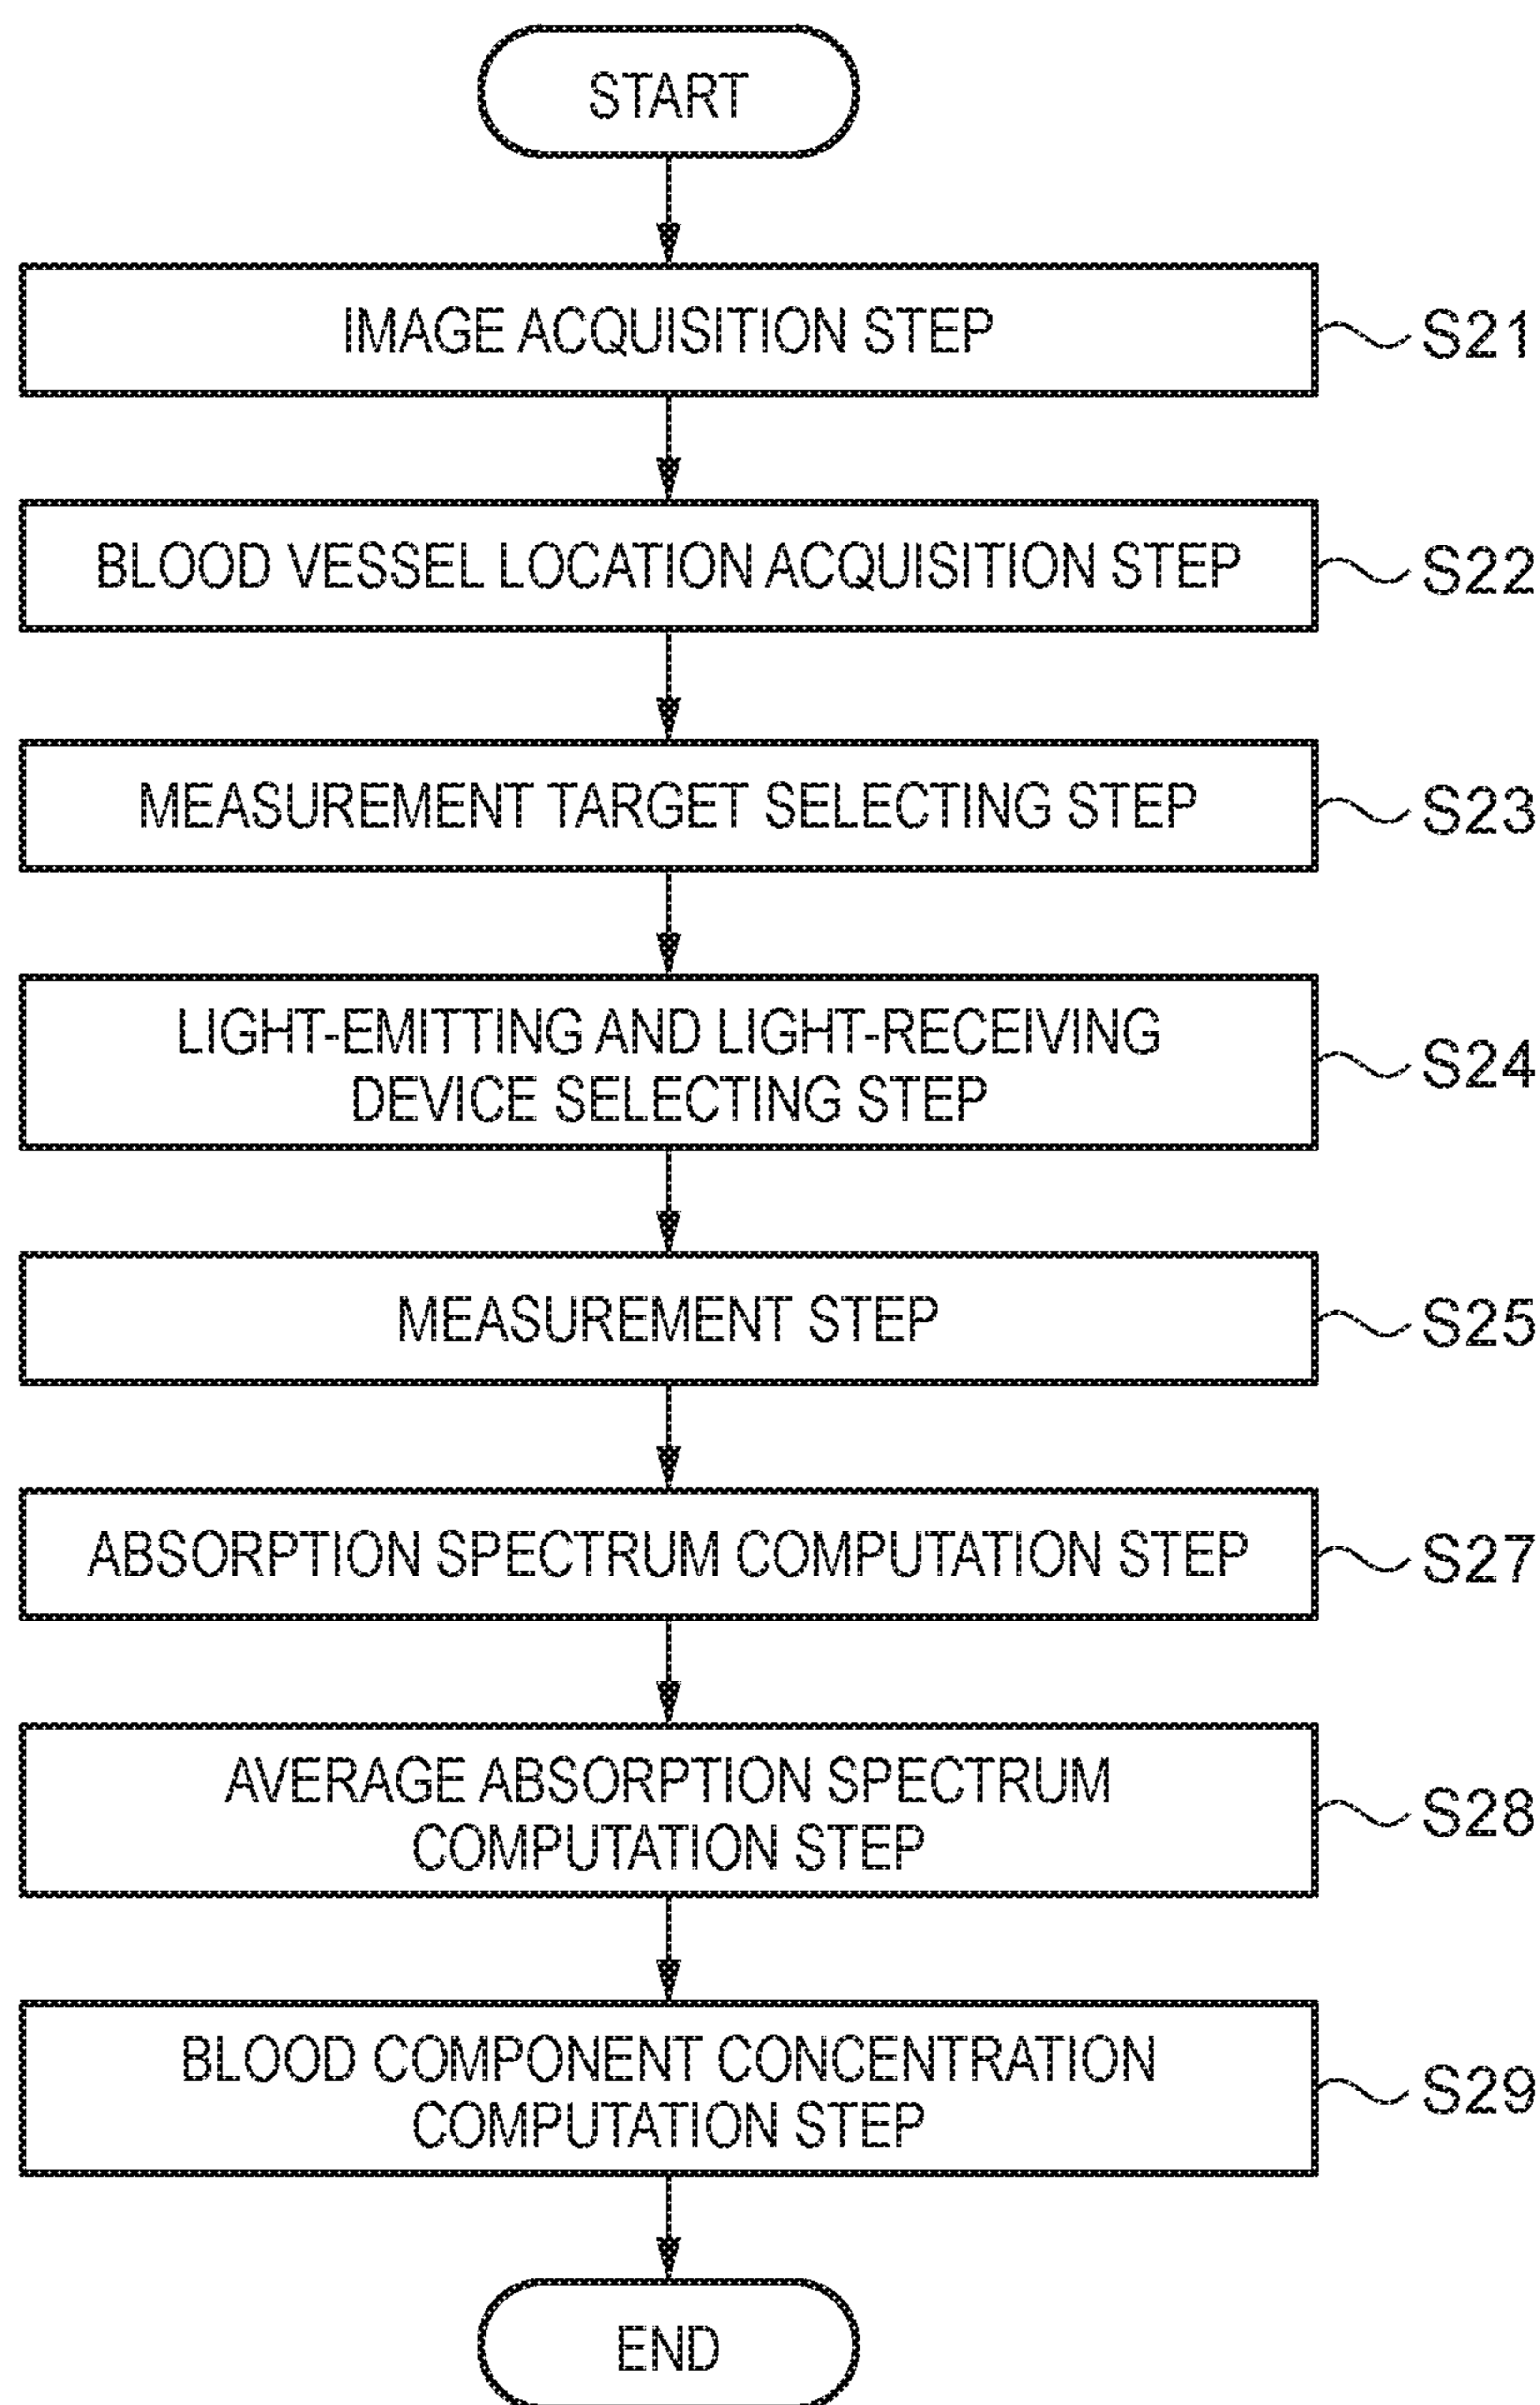 START
IMAGE ACQUISITION STEP
S21
BLOOD VESSEL LOCATION ACQUISITION STEP
S22
MEASUREMENT TARGET SELECTING STEP
S23
LIGHT-EMITTING AND LIGHT-RECEIVING
DEVICE SELECTING STEP
S24
MEASUREMENT STEP
S25
ABSORPTION SPECTRUM COMPUTATION STEP
S27
AVERAGE ABSORPTION SPECTRUM
COMPUTATION STEP
S28
BLOOD COMPONENT CONCENTRATION
COMPUTATION STEP
S29
END